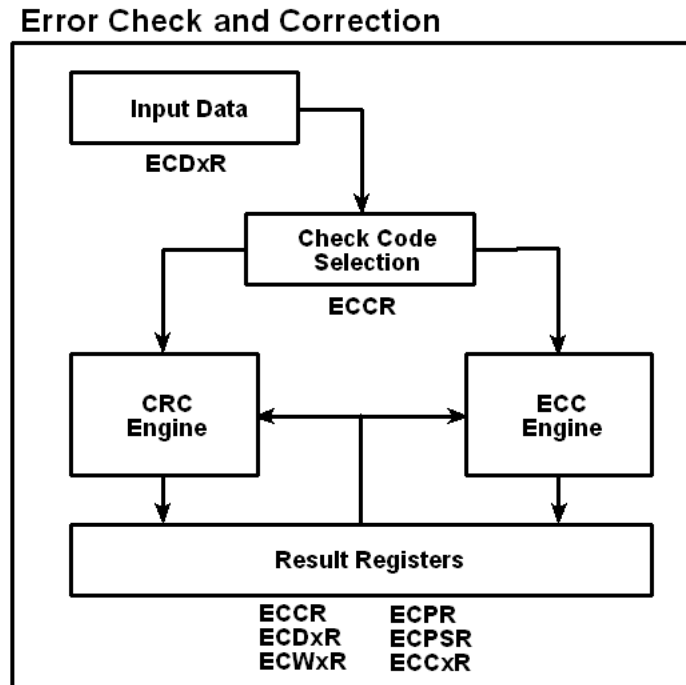 Error Check and Correction
Input Data
ECDxR
Check Code
Selection
ECCR
CRC
Engine
ECC
Engine
Result Registers
ECCR ECPR
ECDxR ECPSR
ECWxR ECCxR